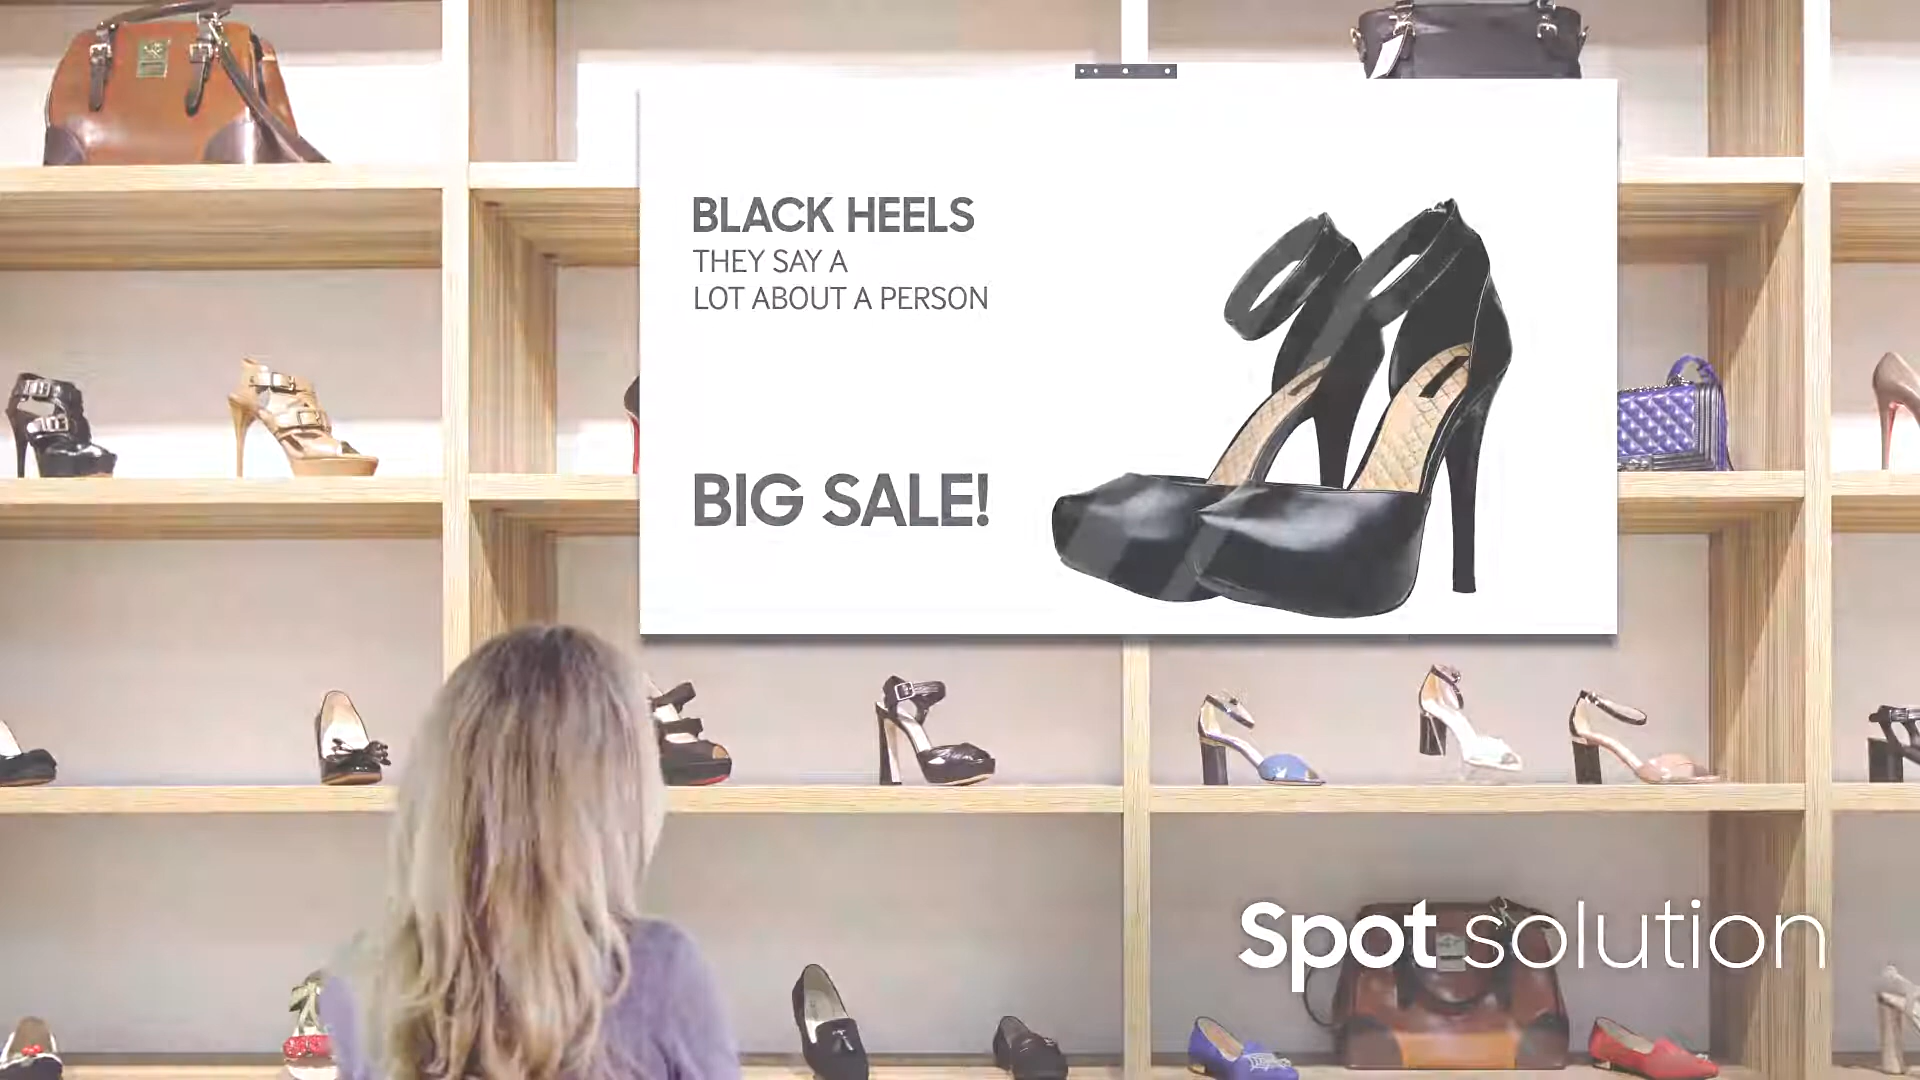 BLACK HEELS
THEY SAY A
LOT ABOUT A PERSON
BIG SALE!
Spot solution